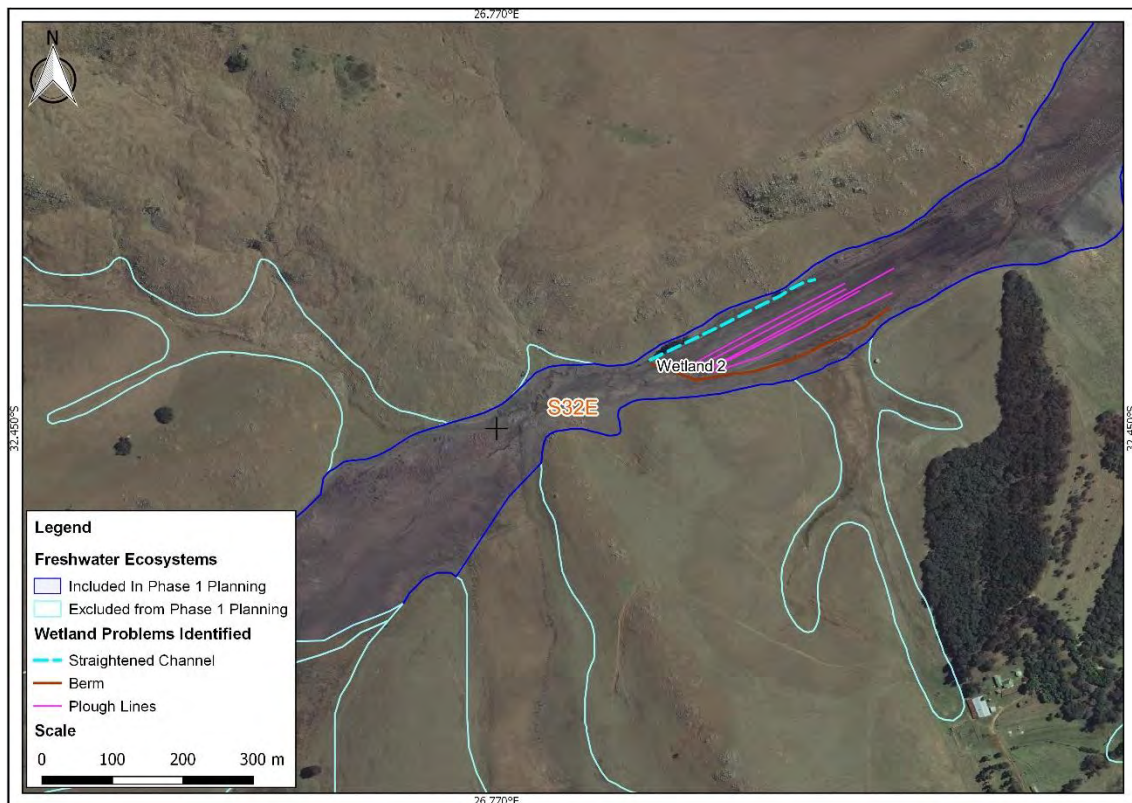 26.770°E
N
Wetland 2
S32E
32.450°S
32.450°S
Legend
Freshwater Ecosystems
Included In Phase 1 Planning
Excluded from Phase 1 Planning
Wetland Problems Identified
Straightened Channel
Berm
Plough Lines
Scale
0 100 200 300 m
26.770°E